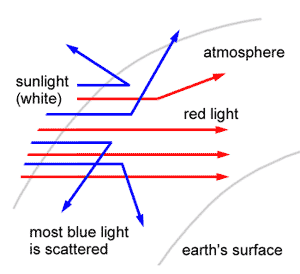 atmosphere
sunlight
(white)
red light
most blue light
is scattered
earth's surface